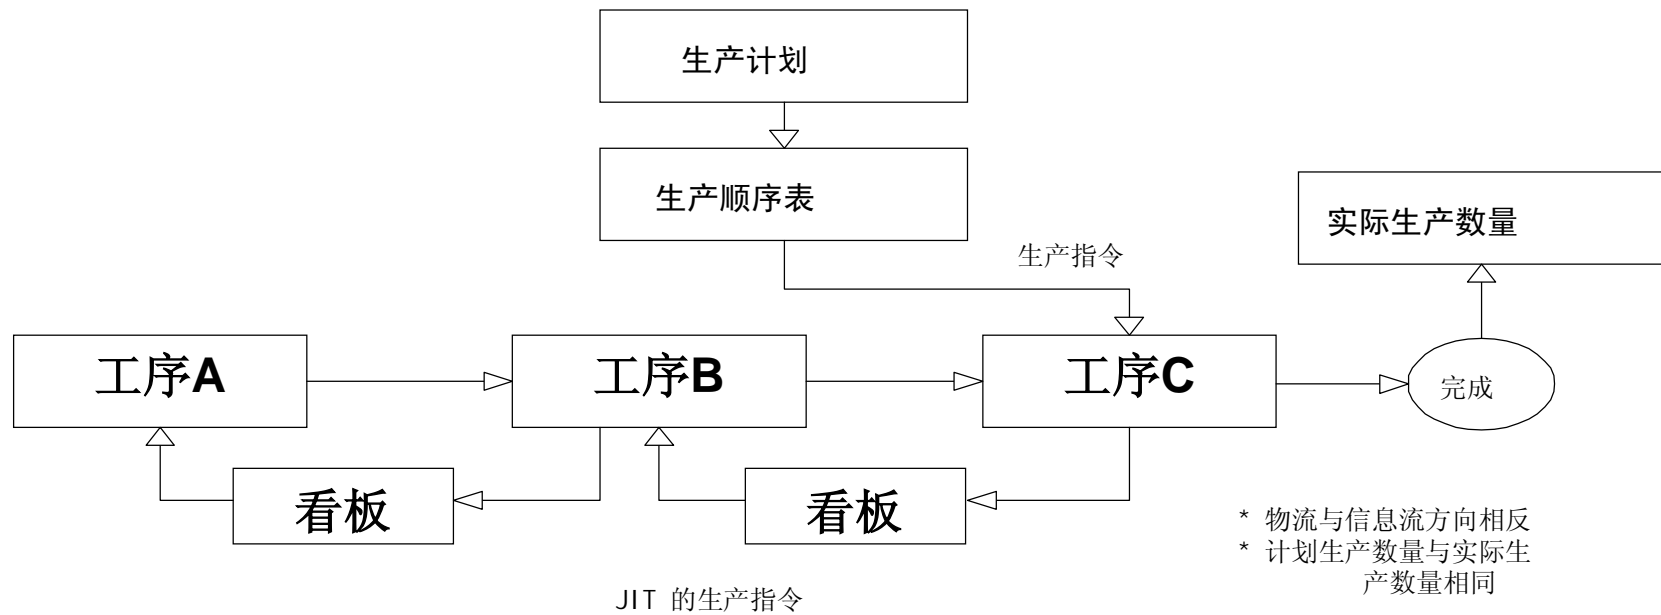 生产计划
生产顺序表
实际生产数量
生产指令
工序A
工序B
工序C
完成
看板
看板
* 物流与信息流方向相反
* 计划生产数量与实际生
产数量相同
JIT 的生产指令